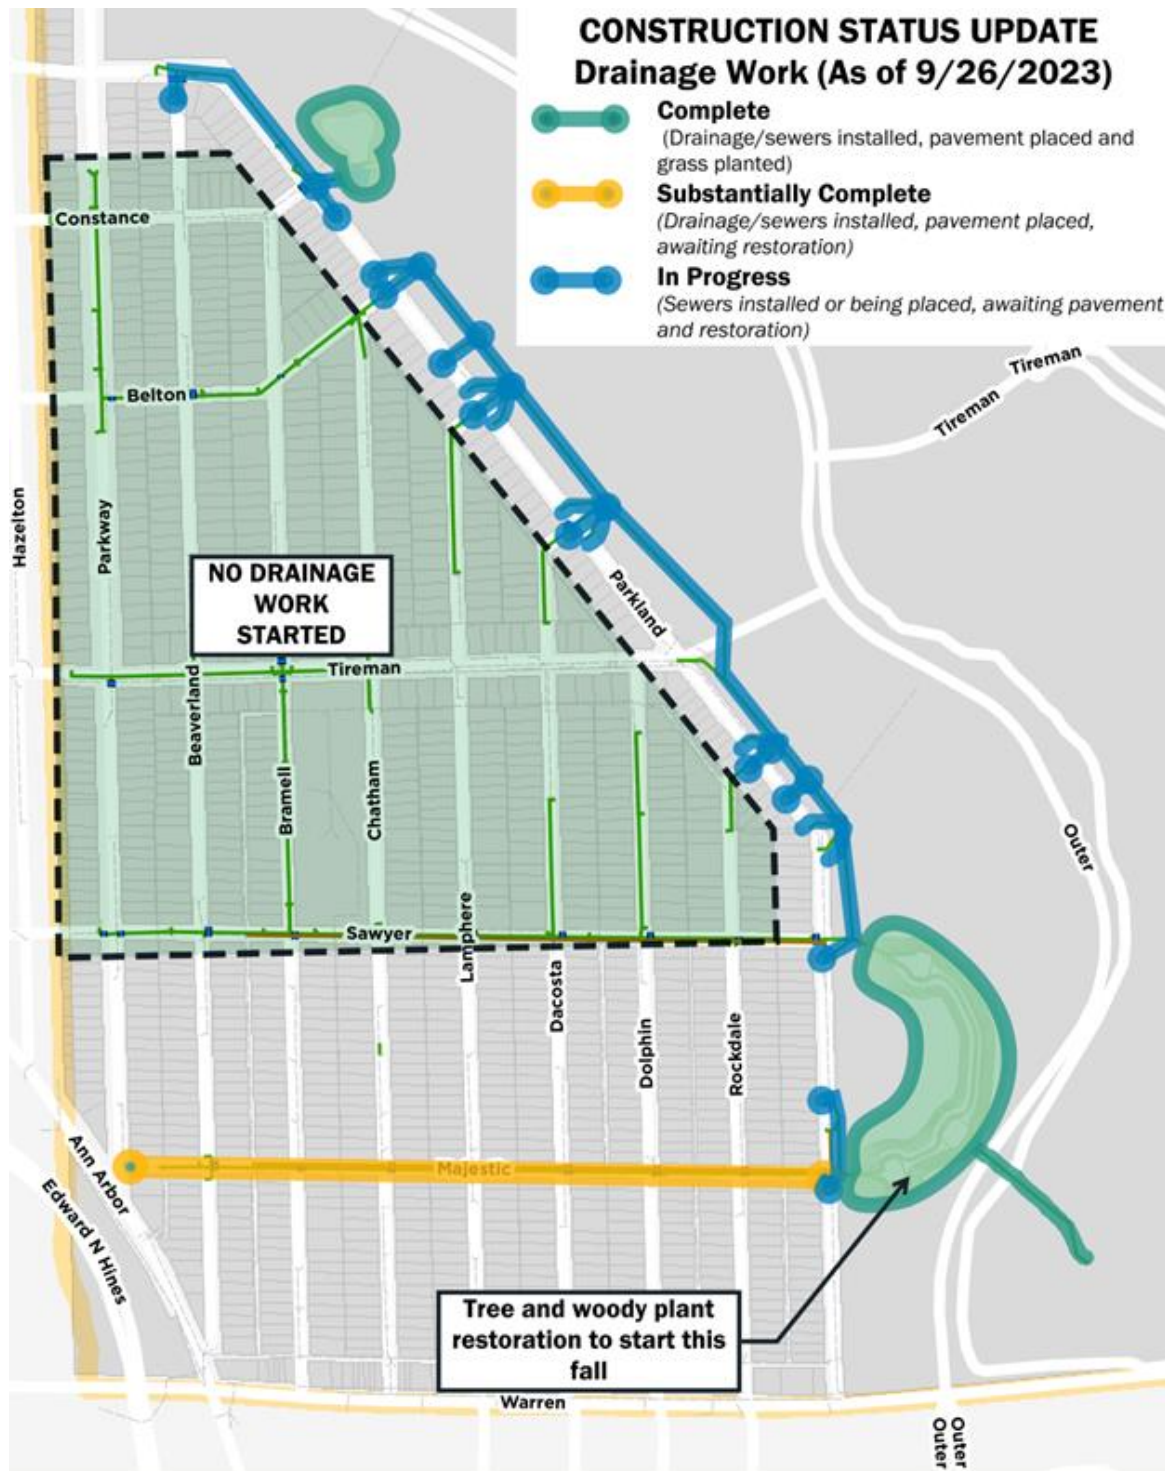 CONSTRUCTION STATUS UPDATE
Drainage Work (As of 9/26/2023)
Complete
(Drainage/sewers installed, pavement placed and
grass planted)
Substantially Complete
(Drainage/sewers installed, pavement placed,
awaiting restoration)
In Progress
(Sewers installed or being placed, awaiting pavement
and restoration)
Constance
Tireman
Tireman
Belton
Hazelton
Parkway
NO DRAINAGE
WORK
STARTED
Parkland
Tireman
Beaverland
Bramell
Chatham
Outer
Sawyer
Lamphere
Dacosta
Dolphin
Rockdale
Ann Arbor
Majestic
Edward N Hines
Tree and woody plant
restoration to start this
fall
Warren
Outer
Outer